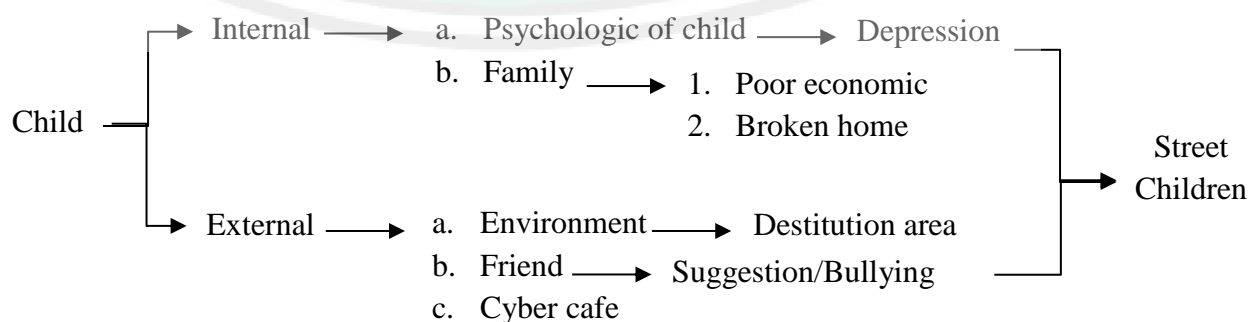 Internal a. Psychologic of child Depression
b. Family 1. Poor economic
Child 2. Broken home
Street
Children
External a. Environment Destitution area
b. Friend Suggestion/Bullying
c. Cyber cafe